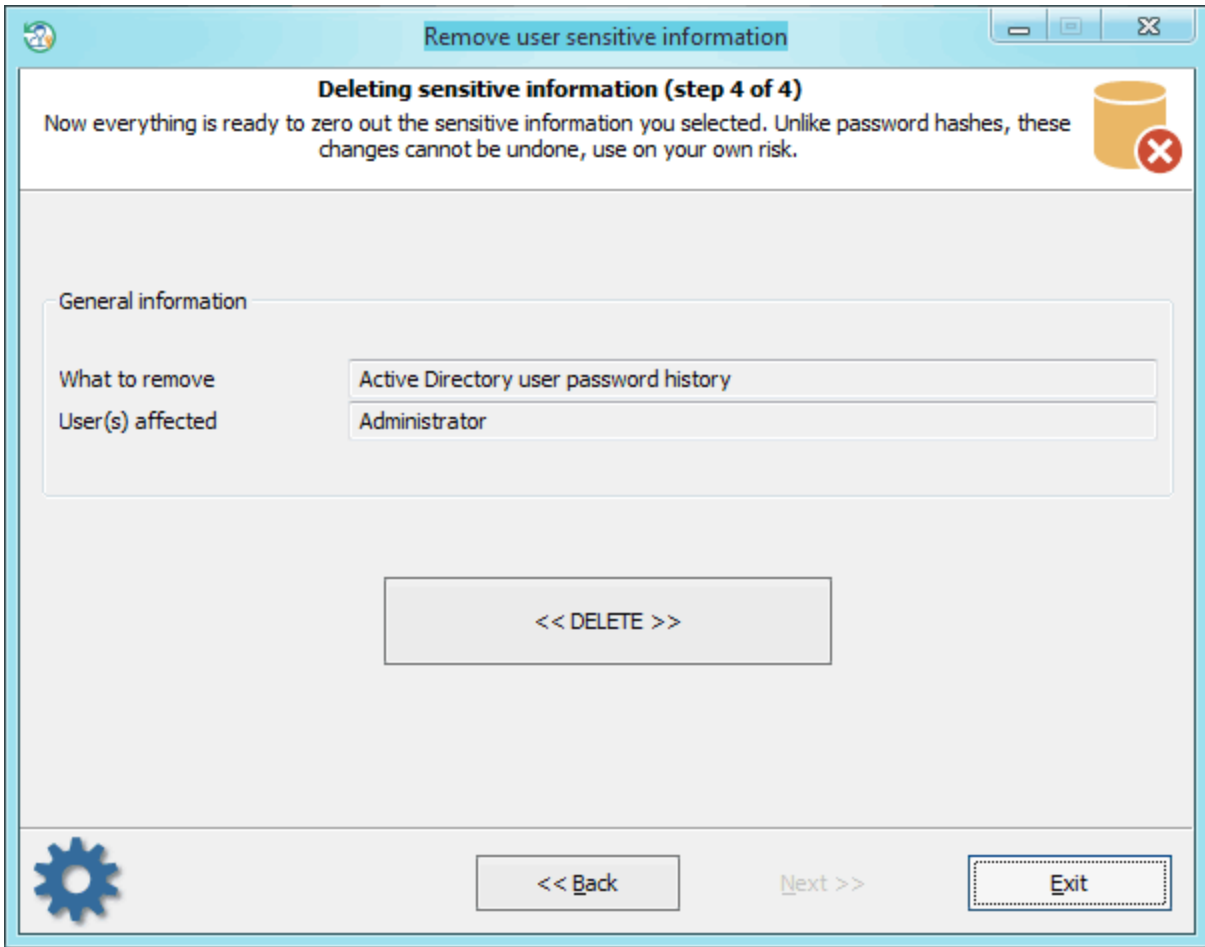 Remove user sensitive information
Deleting sensitive information (step 4 of 4)
Now everything is ready to zero out the sensitive information you selected. Unlike password hashes, these
changes cannot be undone, use on your own risk.
General information
What to remove
Active Directory user password history
User(s) affected
Administrator
<< DELETE >>
<< Back
Next >>
Exit